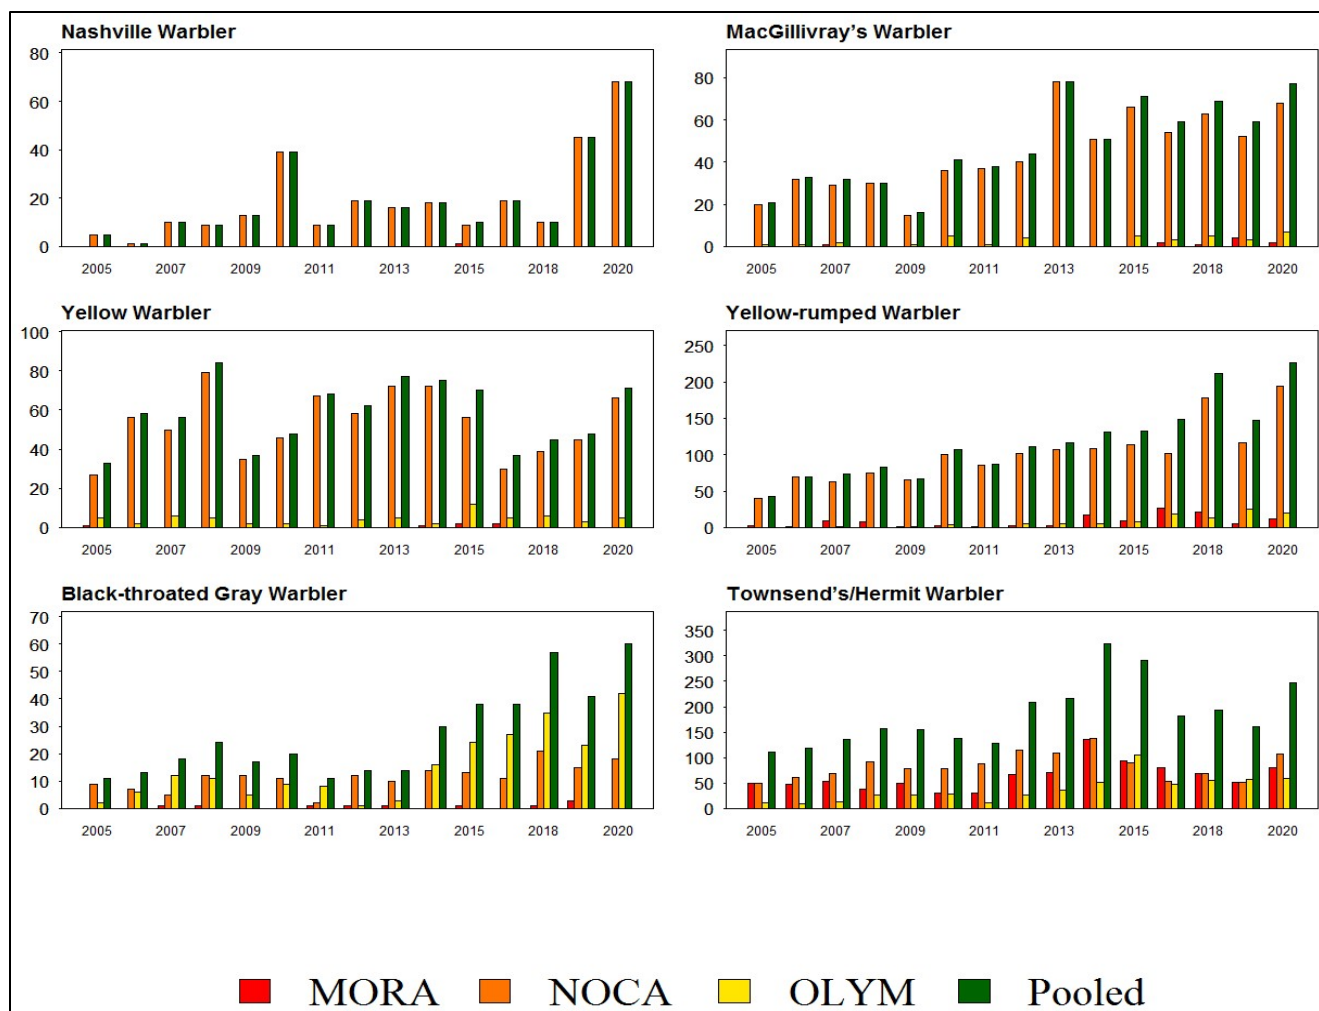 Nashville Warbler
80
60
40
20
0
2005 2007 2009 2011 2013 2015 2018 2020
MacGillivray's Warbler
80
60
40
20
0
2005 2007 2009 2011 2013 2015 2018 2020
Yellow Warbler
100
80
60
40
20
0
2005 2007 2009 2011 2013 2015 2018 2020
Yellow-rumped Warbler
250
200
150
100
50
0
2005 2007 2009 2011 2013 2015 2018 2020
Black-throated Gray Warbler
70
60
50
40
30
20
10
0
2005 2007 2009 2011 2013 2015 2018 2020
Townsend's/Hermit Warbler
350
300
250
200
150
100
50
0
2005 2007 2009 2011 2013 2015 2018 2020
MORA NOCA OLYM Pooled